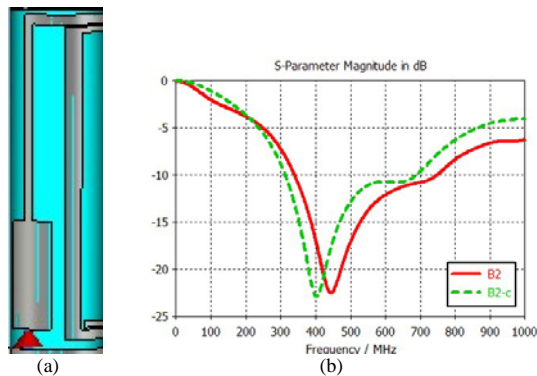 S-Parameter Magnitude in dB
0
-5
-10
-15
-20
-25
0 100 200 300 400 500 600 700 800 900 1000
Frequency / MHz
B2
B2-c
(a) (b)